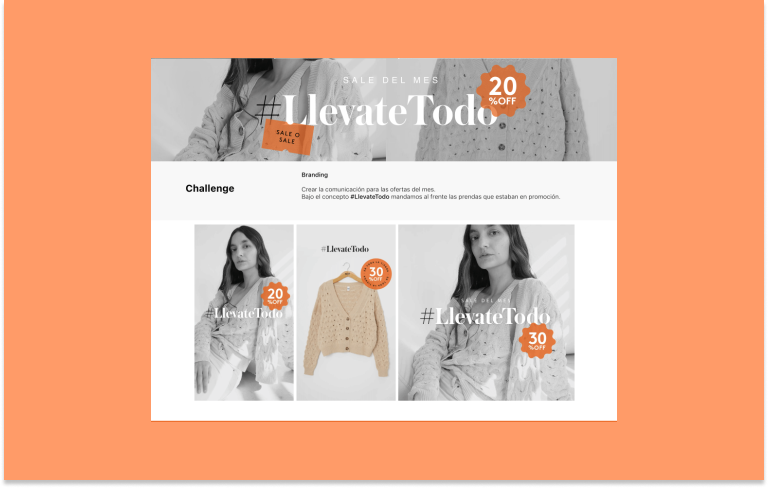 SALE DEL MES
#LlevateTodo
20
%OFF
SALE O
SALE
Branding
Challenge
Crear la comunicación para las ofertas del mes.
Bajo el concepto #LlevateTodo mandamos al frente las prendas que estaban en promoción.
20
%OFF
#LlevateTodo
#LlevateTodo
30
%OFF
SALE DEL MES
#LlevateTodo
30
%OFF